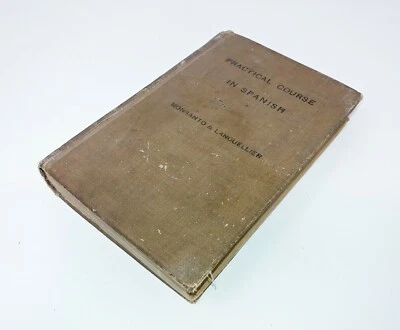 PRACTICAL COURSE
IN SPANISH
MONSANTO & LANGUELLIER